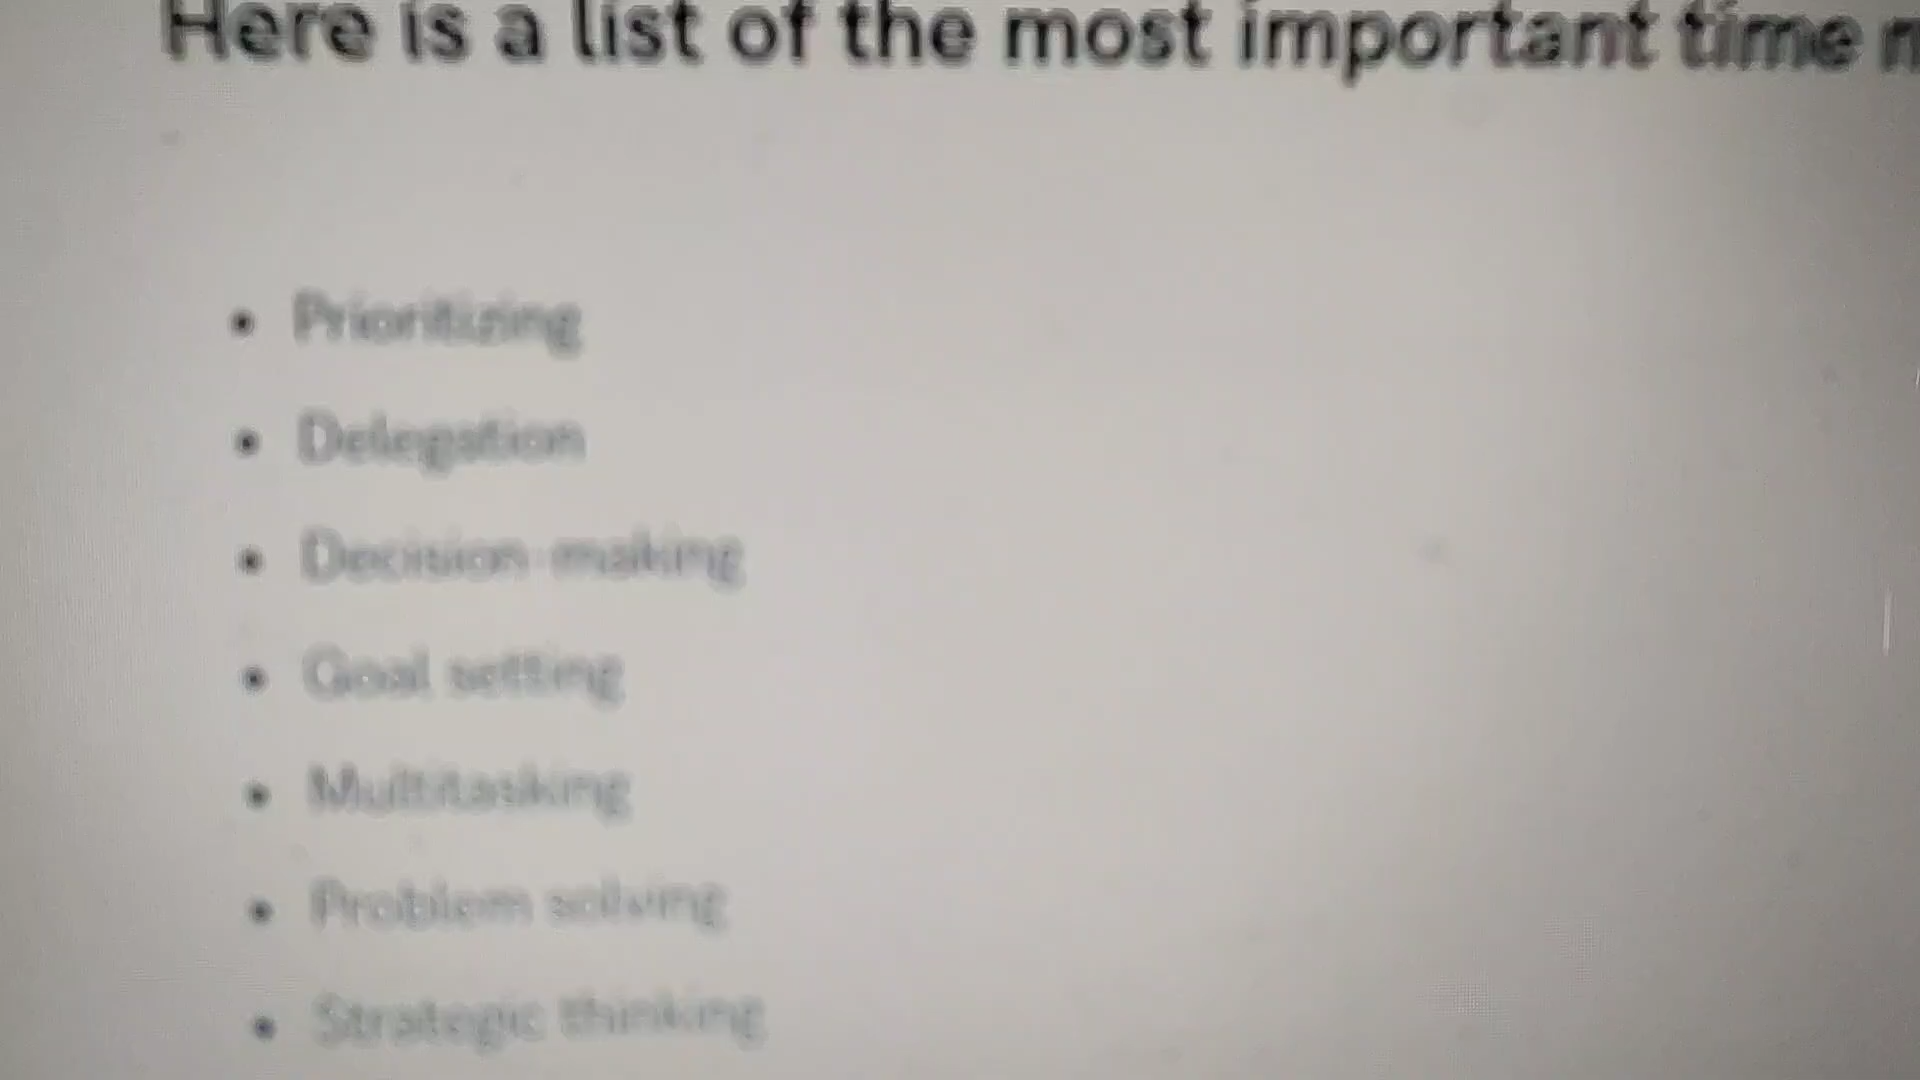 Here is a list of the most important time
• Prioritizing
• Delegation
• Decision-making
• Goal setting
• Multitasking
• Problem solving
• Strategic thinking